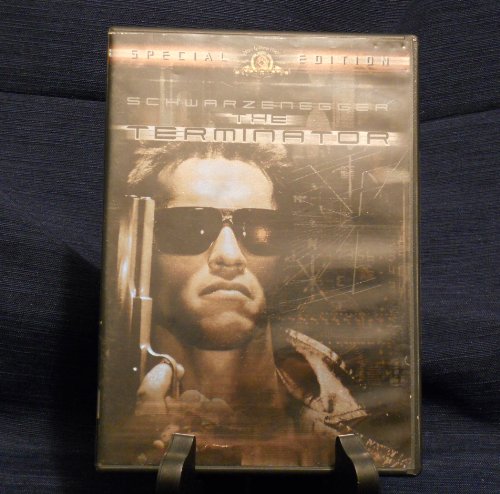 SPECIAL EDITION
SCHWARZENEGGER
THE
TERMINATOR